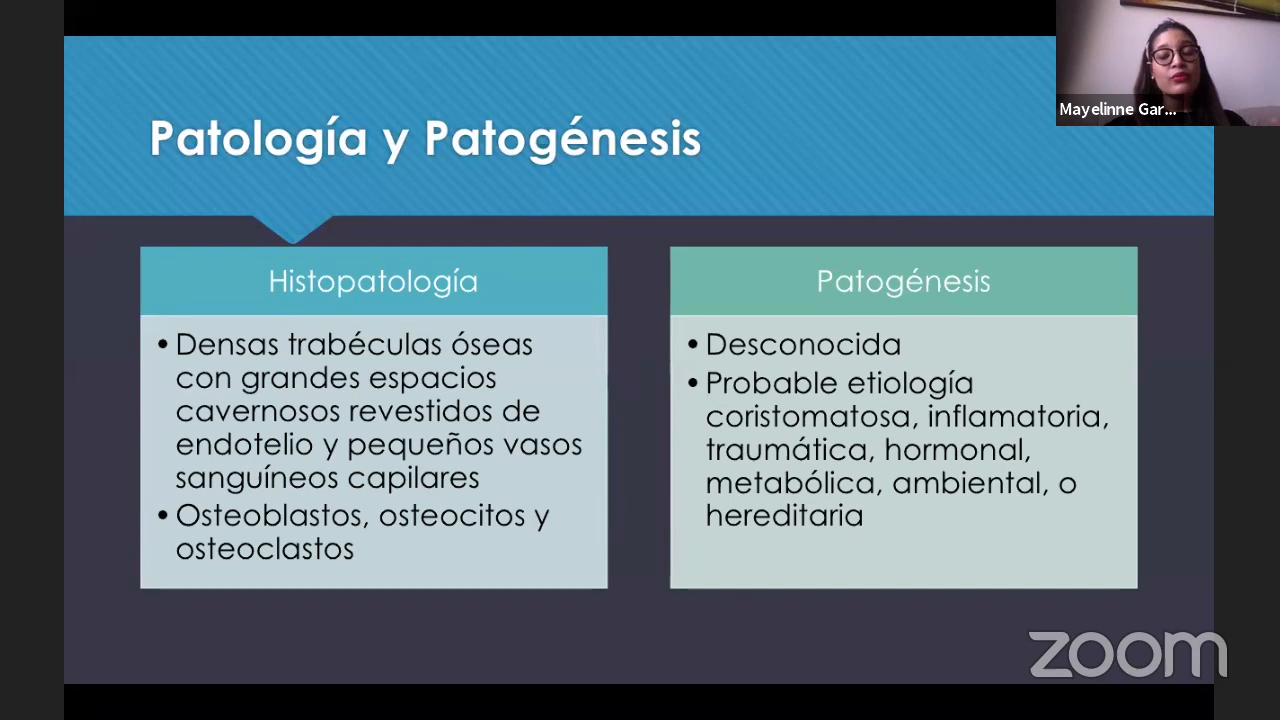 Mayelinne Gar...
Patología y Patogénesis
Histopatología
• Densas trabéculas óseas
con grandes espacios
cavernosos revestidos de
endotelio y pequeños vasos
sanguíneos capilares
• Osteoblastos, osteocitos y
osteoclastos
Patogénesis
• Desconocida
• Probable etiología
coristomatosa, inflamatoria,
traumática, hormonal,
metabólica, ambiental, o
hereditaria
zoom